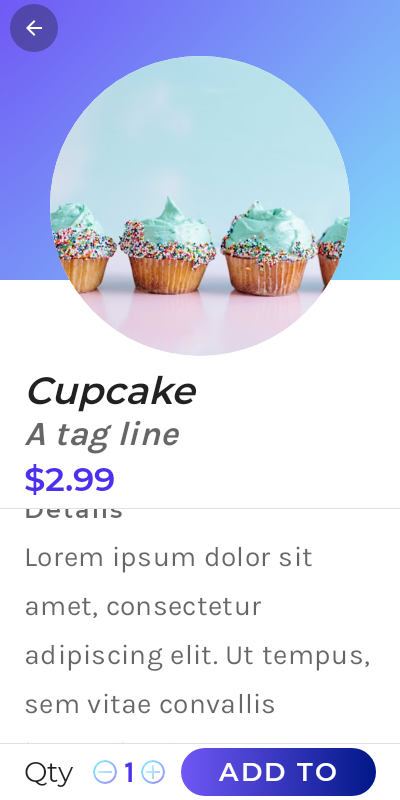 Cupcake
A tag line
$2.99
Details
Lorem ipsum dolor sit
amet, consectetur
adipiscing elit. Ut tempus,
sem vitae convallis
Qty 1 ADD TO